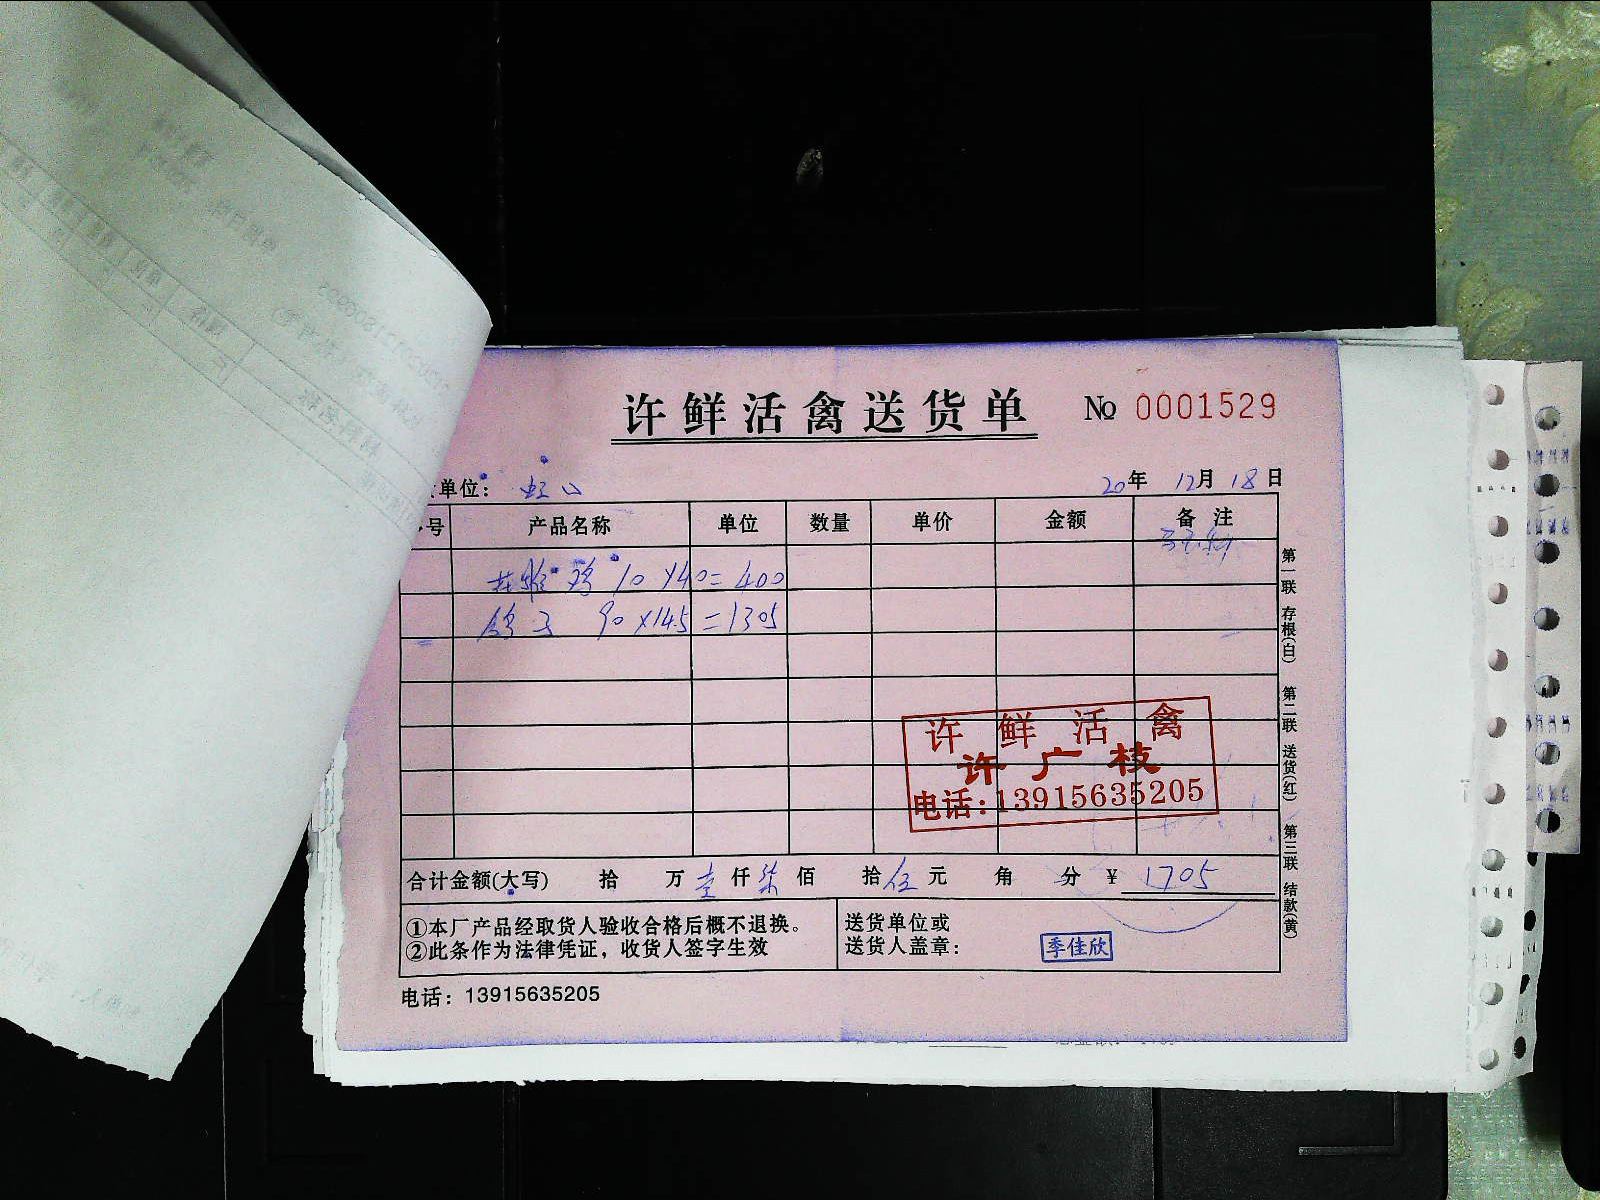 许鲜活禽送货单 № 0001529
单位： 虹口 20年 12月 18日
号 产品名称 单位 数量 单价 金额 备注
鸡 10×40=400
鸽子 90×14.5=1305
第一联 存根(白) 第二联 送货(红) 第三联 结款(黄)
许鲜活禽
许广枝
电话:13915635205
合计金额(大写) 拾 万 壹仟 柒佰 拾伍元 角 分 ¥ 1705
①本厂产品经取货人验收合格后概不退换。
②此条作为法律凭证，收货人签字生效
送货单位或
送货人盖章：
季佳欣
电话：13915635205